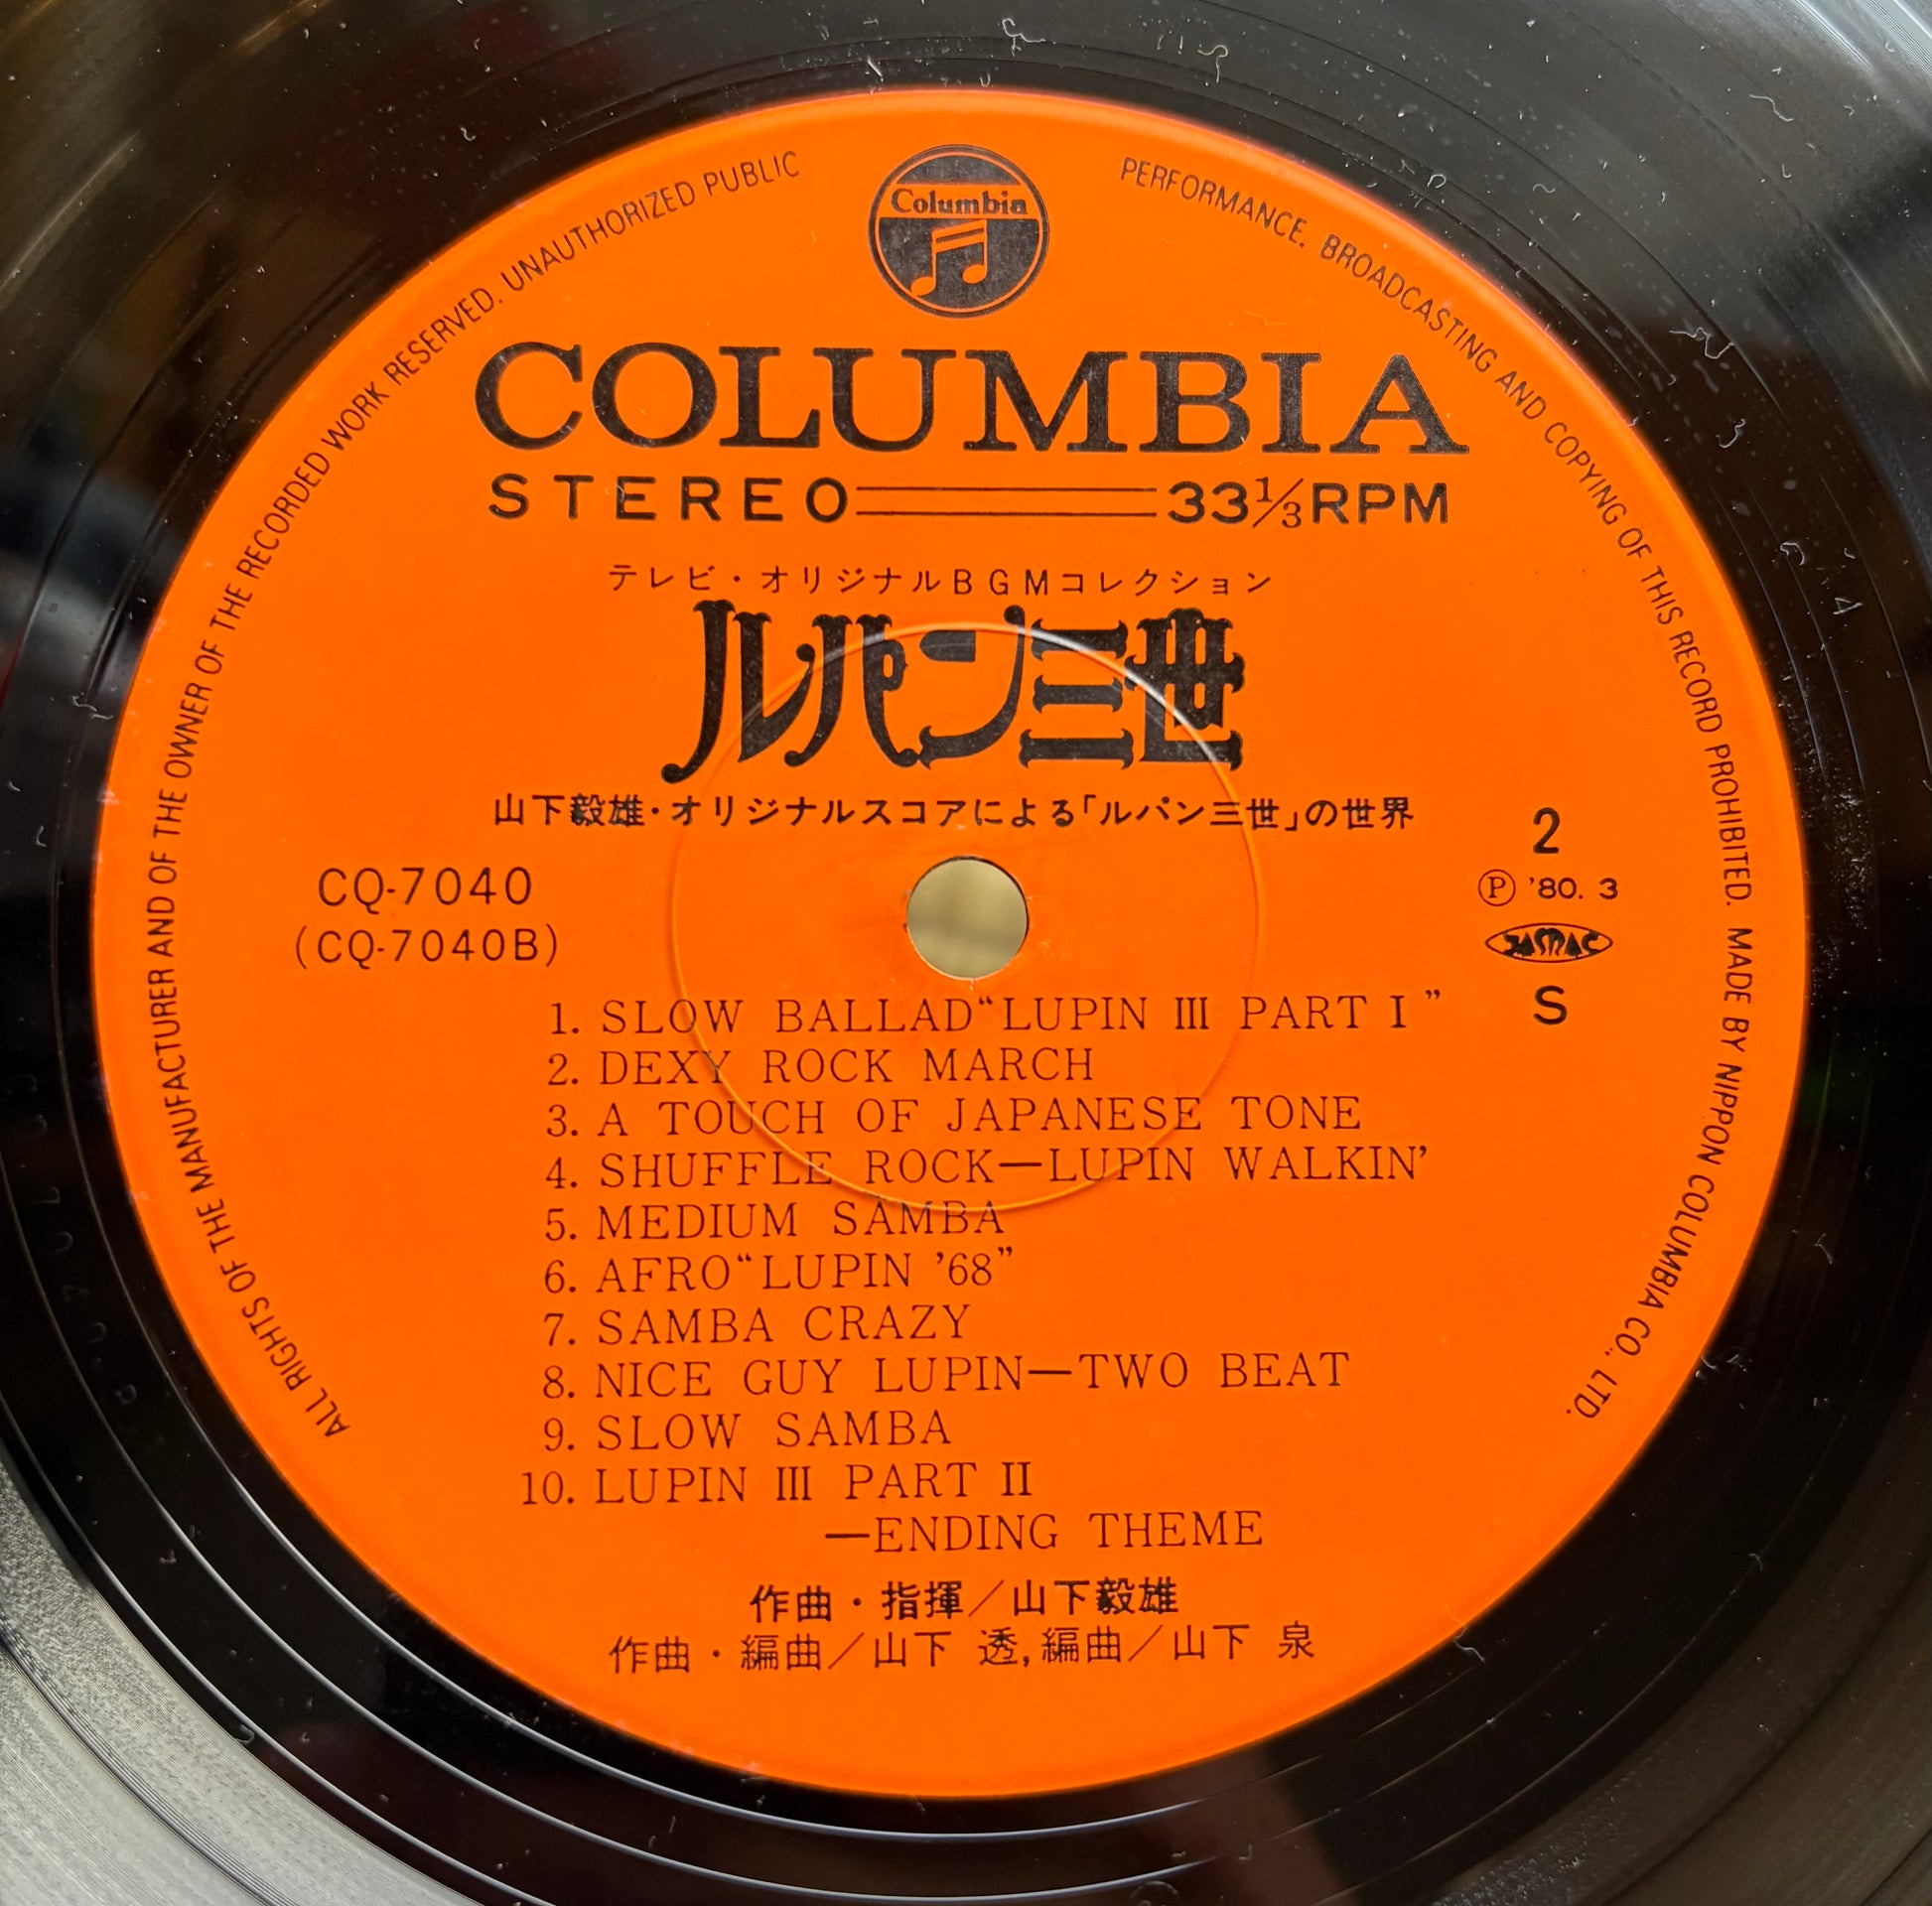 ALL RIGHTS OF THE MANUFACTURER AND OF THE OWNER OF THE RECORDED WORK RESERVED. UNAUTHORIZED PUBLIC PERFORMANCE. BROADCASTING AND COPYING OF THIS RECORD PROHIBITED. MADE BY NIPPON COLUMBIA CO., LTD.
Columbia
COLUMBIA
STEREO 33⅓RPM
テレビ・オリジナルBGMコレクション
ルパン三世
山下毅雄・オリジナルスコアによる「ルパン三世」の世界
CQ-7040
(CQ-7040B)
2
Ⓟ '80. 3
JASRAC
S
1. SLOW BALLAD“LUPIN III PART I”
2. DEXY ROCK MARCH
3. A TOUCH OF JAPANESE TONE
4. SHUFFLE ROCK—LUPIN WALKIN’
5. MEDIUM SAMBA
6. AFRO“LUPIN ’68”
7. SAMBA CRAZY
8. NICE GUY LUPIN—TWO BEAT
9. SLOW SAMBA
10. LUPIN III PART II
—ENDING THEME
作曲・指揮／山下毅雄
作曲・編曲／山下 透,編曲／山下 泉